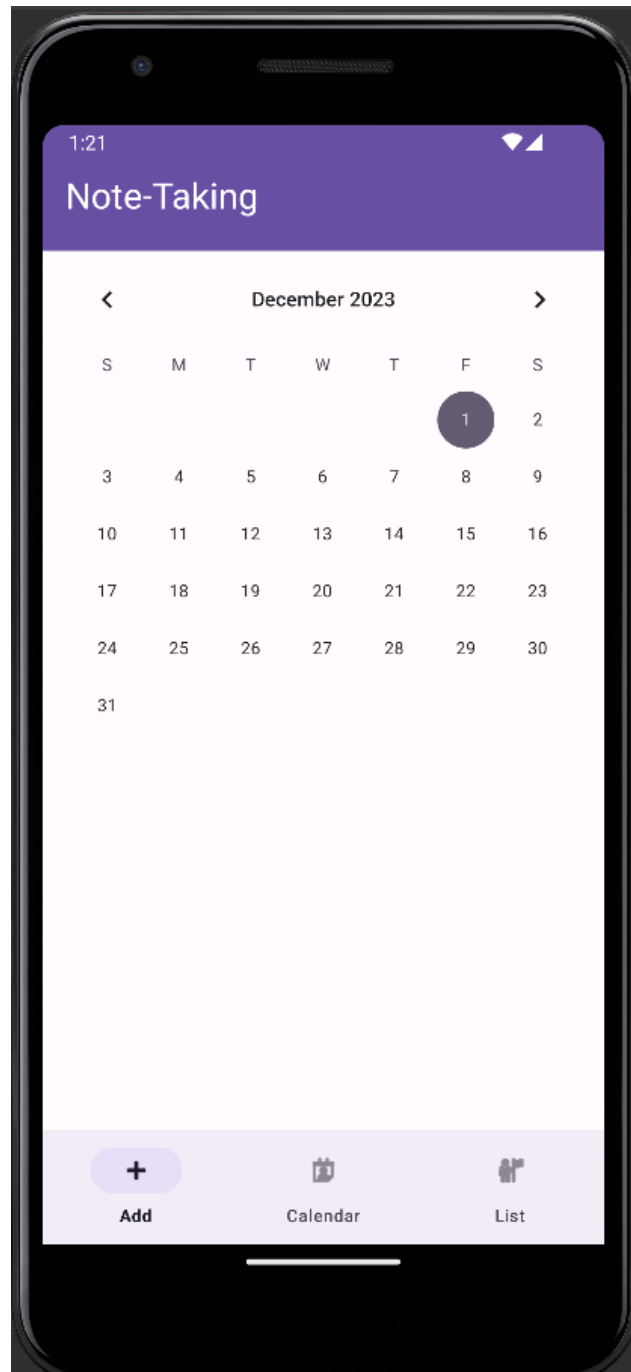 1:21
Note-Taking
December 2023
S M T W T F S
1 2
3 4 5 6 7 8 9
10 11 12 13 14 15 16
17 18 19 20 21 22 23
24 25 26 27 28 29 30
31
Add Calendar List